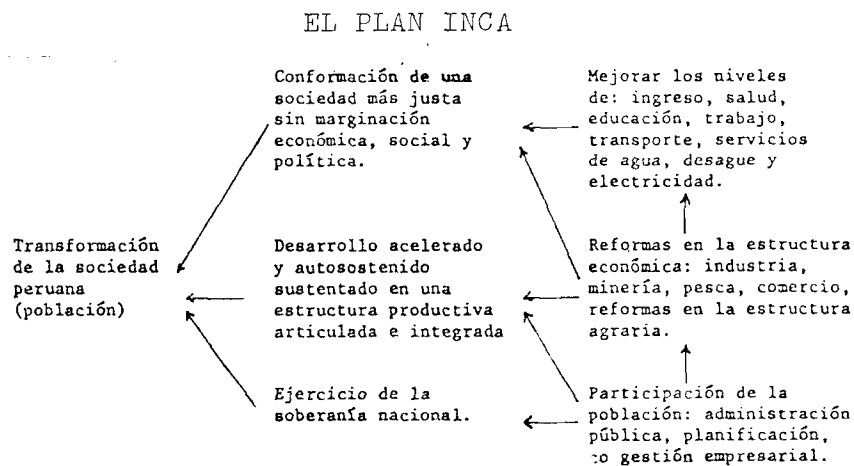 EL PLAN INCA
Conformación de una
sociedad más justa
sin marginación
económica, social y
política.
Mejorar los niveles
de: ingreso, salud,
educación, trabajo,
transporte, servicios
de agua, desague y
electricidad.
Transformación
de la sociedad
peruana
(población)
Desarrollo acelerado
y autosostenido
sustentado en una
estructura productiva
articulada e integrada
Reformas en la estructura
económica: industria,
minería, pesca, comercio,
reformas en la estructura
agraria.
Ejercicio de la
soberanía nacional.
Participación de la
población: administración
pública, planificación,
co gestión empresarial.